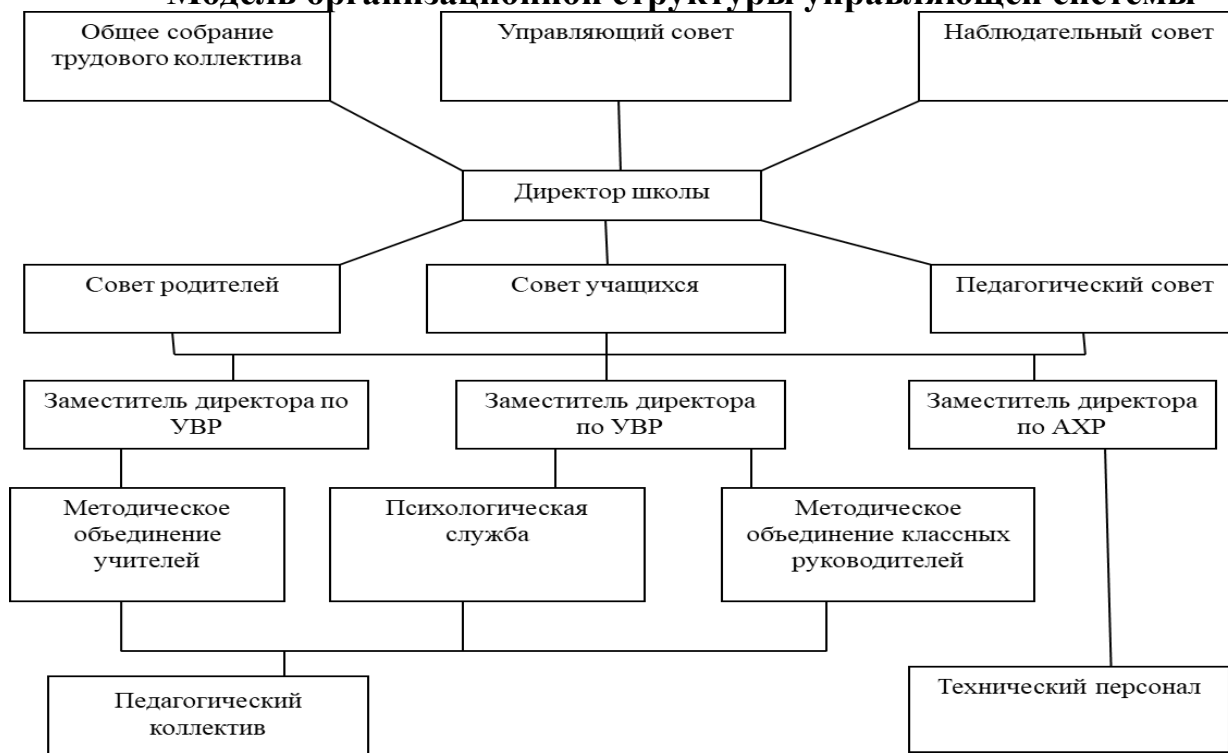 Модель организационной структуры управляющей системы
Общее собрание
трудового коллектива
Управляющий совет
Наблюдательный совет
Директор школы
Совет родителей
Совет учащихся
Педагогический совет
Заместитель директора по
УВР
Заместитель директора
по УВР
Заместитель директора
по АХР
Методическое
объединение
учителей
Психологическая
служба
Методическое
объединение классных
руководителей
Педагогический
коллектив
Технический персонал